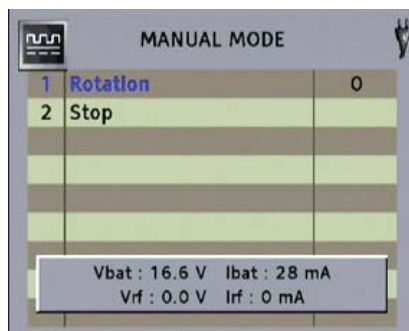 MANUAL MODE
1 Rotation 0
2 Stop
Vbat : 16.6 V Ibat : 28 mA
Vrf : 0.0 V Irf : 0 mA